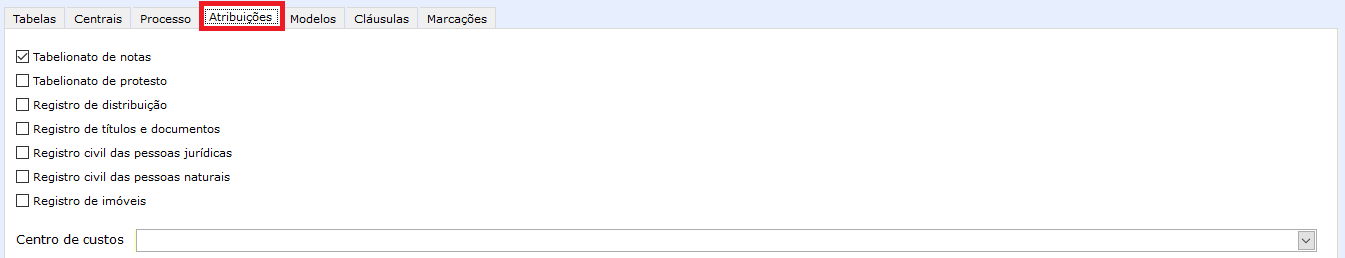 Tabelas Centrais Processo Atribuições Modelos Cláusulas Marcações
Tabelionato de notas
Tabelionato de protesto
Registro de distribuição
Registro de títulos e documentos
Registro civil das pessoas jurídicas
Registro civil das pessoas naturais
Registro de imóveis
Centro de custos